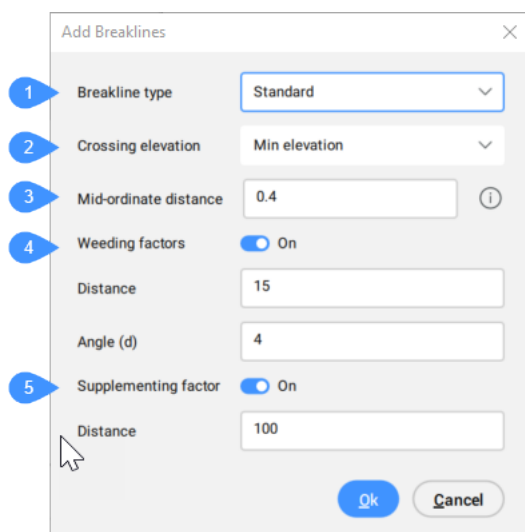 Add Breaklines
1 Breakline type Standard
2 Crossing elevation Min elevation
3 Mid-ordinate distance 0.4
4 Weeding factors On
Distance 15
Angle (d) 4
5 Supplementing factor On
Distance 100
Ok Cancel